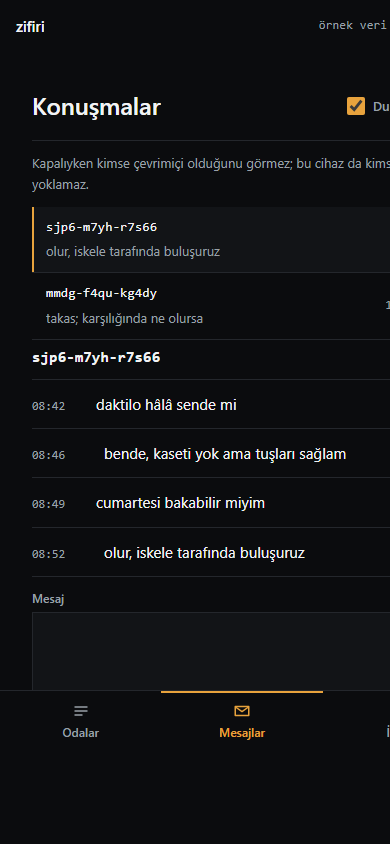 zifiri
örnek veri
Konuşmalar
Kapalıyken kimse çevrimiçi olduğunu görmez; bu cihaz da
yoklamaz.
sjp6-m7yh-r7s66
olur, iskele tarafında buluşuruz
mmdg-f4qu-kg4dy
takas; karşılığında ne olursa
sjp6-m7yh-r7s66
08:42 daktilo hâlâ sende mi
08:46 bende, kaseti yok ama tuşları sağlam
08:49 cumartesi bakabilir miyim
08:52 olur, iskele tarafında buluşuruz
Mesaj
Odalar
Mesajlar